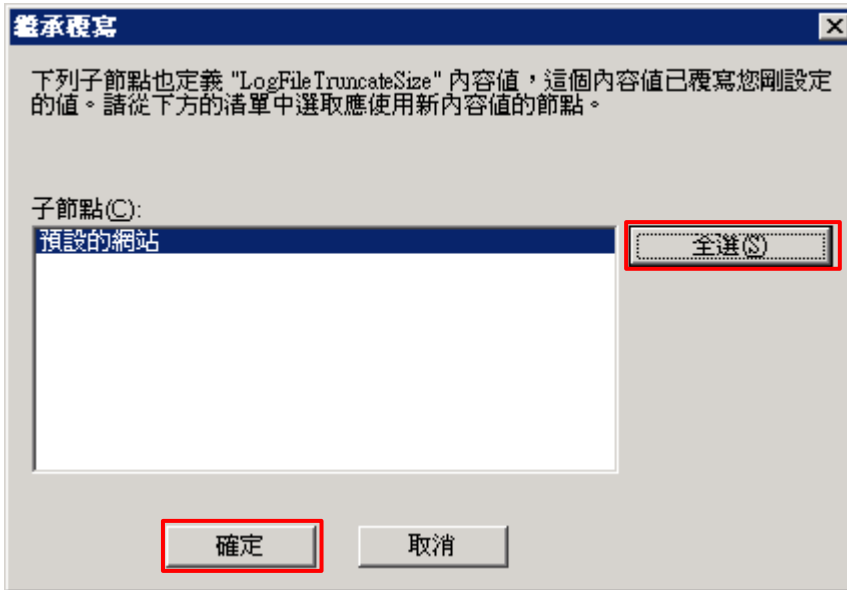 繼承覆寫
下列子節點也定義 "LogFileTruncateSize" 內容值，這個內容值已覆寫您剛設定
的值。請從下方的清單中選取應使用新內容值的節點。
子節點(C):
預設的網站
全選(S)
確定
取消